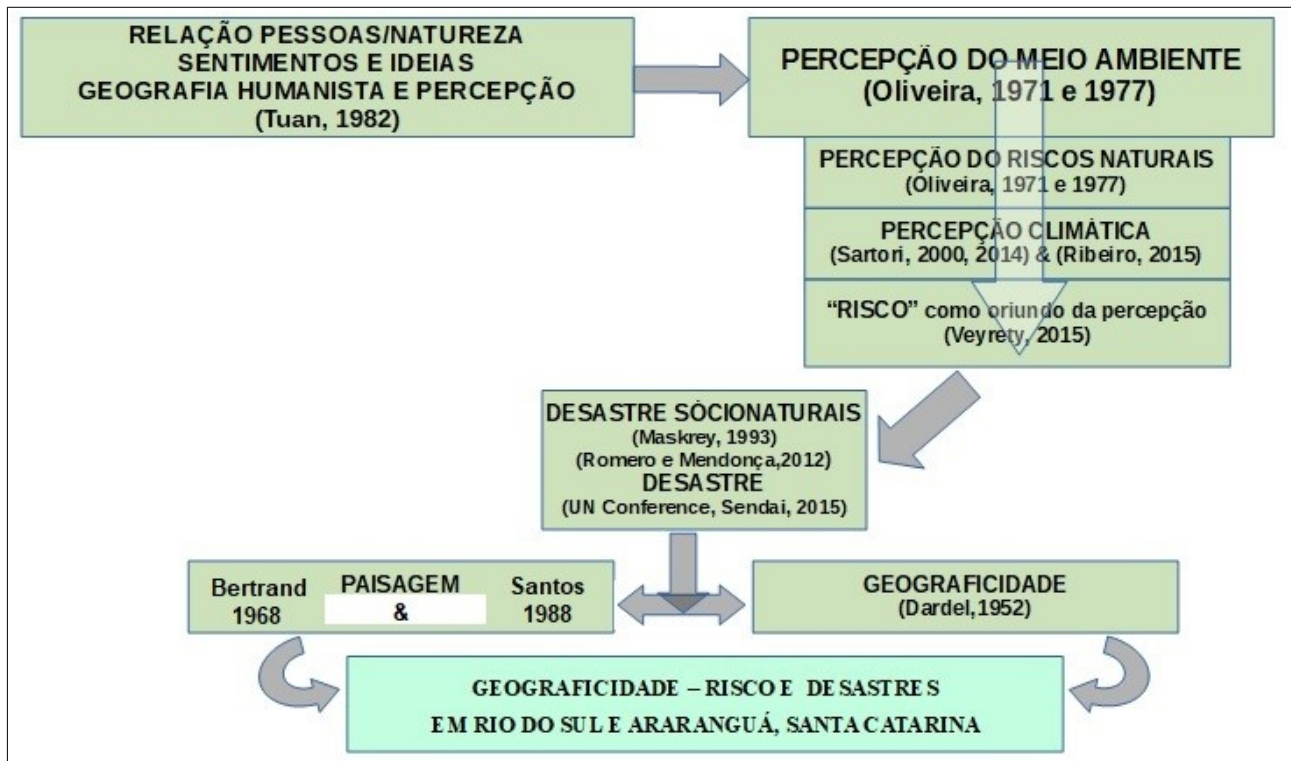 RELAÇÃO PESSOAS/NATUREZA
SENTIMENTOS E IDEIAS
GEOGRAFIA HUMANISTA E PERCEPÇÃO
(Tuan, 1982)
PERCEPÇÃO DO MEIO AMBIENTE
(Oliveira, 1971 e 1977)
PERCEPÇÃO DO RISCOS NATURAIS
(Oliveira, 1971 e 1977)
PERCEPÇÃO CLIMÁTICA
(Sartori, 2000, 2014) & (Ribeiro, 2015)
“RISCO” como oriundo da percepção
(Veyrety, 2015)
DESASTRE SÓCIONATURAIS
(Maskrey, 1993)
(Romero e Mendonça,2012)
DESASTRE
(UN Conference, Sendai, 2015)
Bertrand PAISAGEM Santos
1968 & 1988
GEOGRAFICIDADE
(Dardel,1952)
GEOGRAFICIDADE – RISCO E DESASTRES
EM RIO DO SUL E ARARANGUÁ, SANTA CATARINA